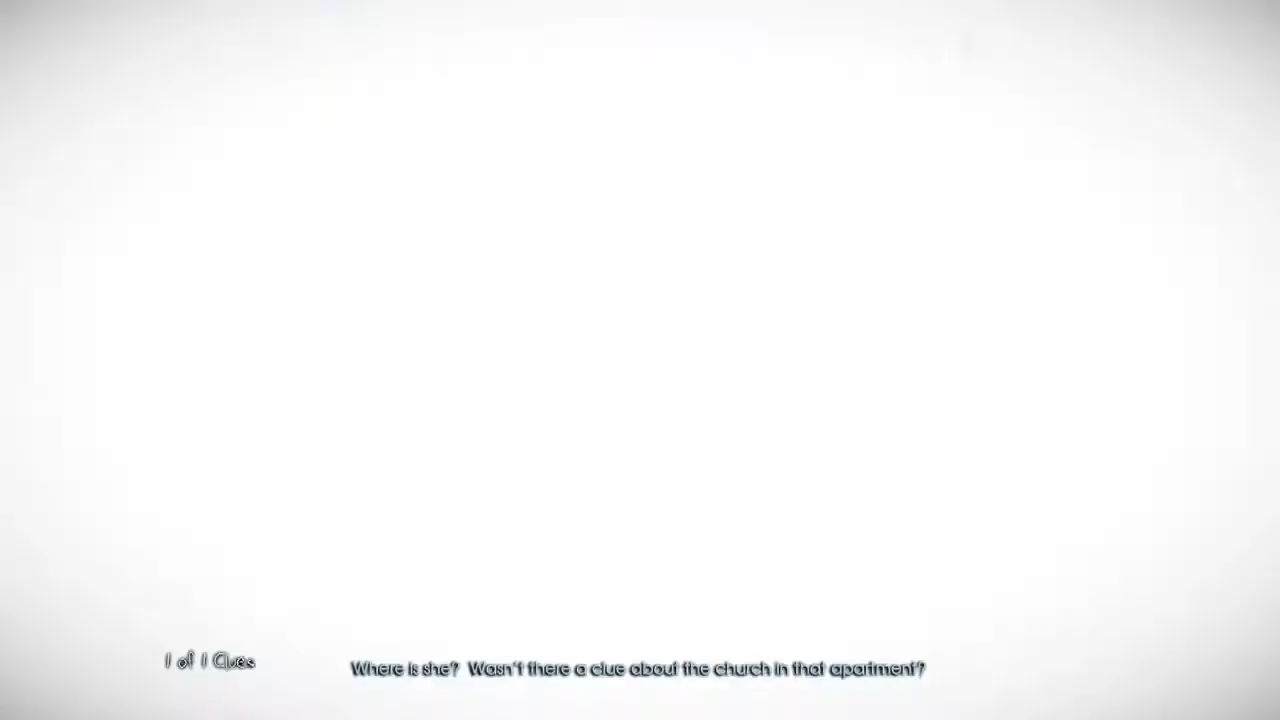 1 of 1 Clues
Where is she? Wasn't there a clue about the church in that apartment?